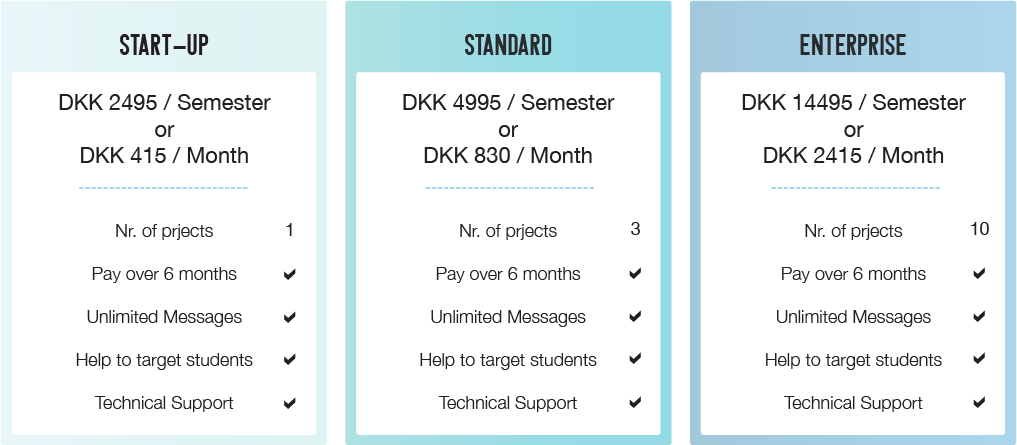 START–UP
DKK 2495 / Semester
or
DKK 415 / Month
Nr. of prjects 1
Pay over 6 months ✔
Unlimited Messages ✔
Help to target students ✔
Technical Support ✔
STANDARD
DKK 4995 / Semester
or
DKK 830 / Month
Nr. of prjects 3
Pay over 6 months ✔
Unlimited Messages ✔
Help to target students ✔
Technical Support ✔
ENTERPRISE
DKK 14495 / Semester
or
DKK 2415 / Month
Nr. of prjects 10
Pay over 6 months ✔
Unlimited Messages ✔
Help to target students ✔
Technical Support ✔